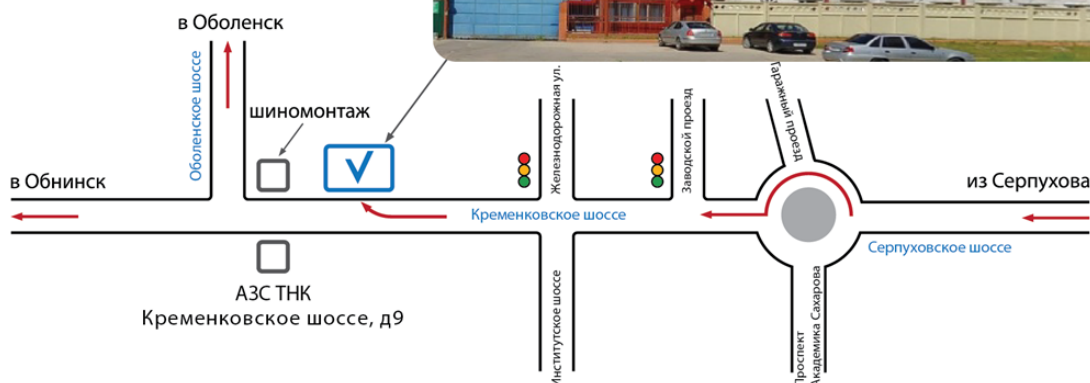 в Оболенск
Оболенское шоссе
шиномонтаж
Железнодорожная ул.
Заводской проезд
Гаражный проезд
в Обнинск
из Серпухова
Кременковское шоссе
Серпуховское шоссе
АЗС ТНК
Кременковское шоссе, д9
Институтское шоссе
Проспект
Академика Сахарова